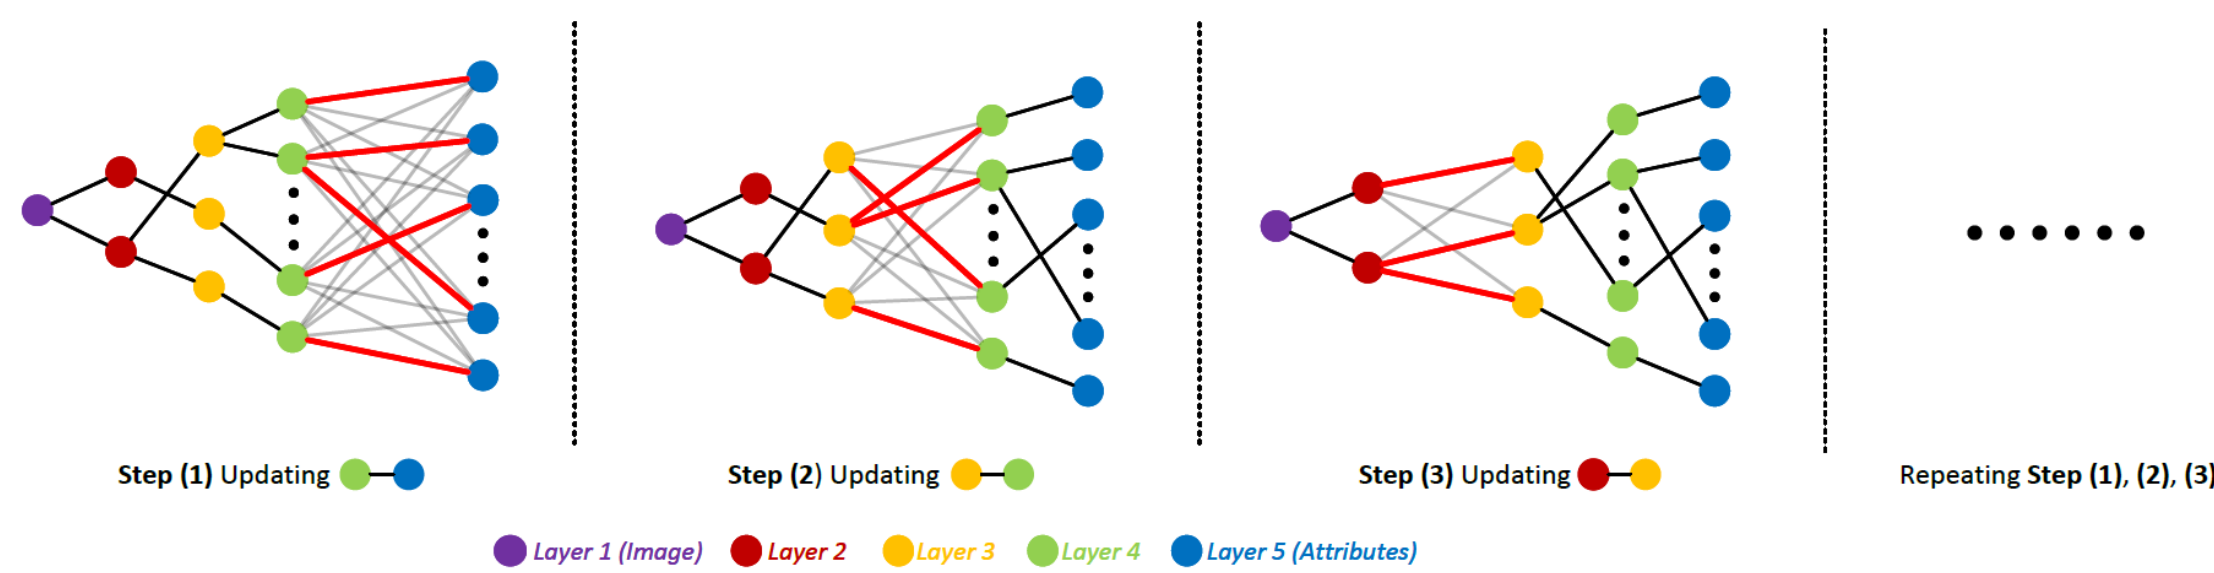 Step (1) Updating
Step (2) Updating
Step (3) Updating
Repeating Step (1), (2), (3)
Layer 1 (Image)
Layer 2
Layer 3
Layer 4
Layer 5 (Attributes)